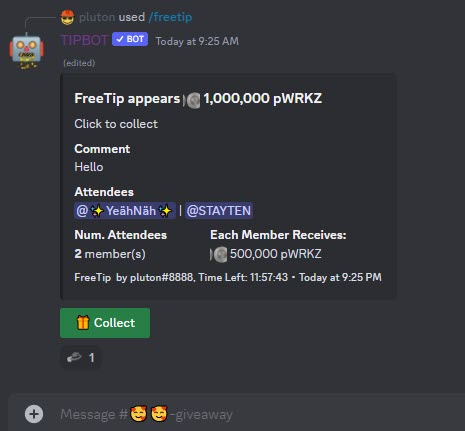 pluton used /freetip
TIPBOT ✓ BOT Today at 9:25 AM
(edited)
FreeTip appears 1,000,000 pWRKZ
Click to collect
Comment
Hello
Attendees
@✨YeähNäh✨ | @STAYTEN
Num. Attendees Each Member Receives:
2 member(s) 500,000 pWRKZ
FreeTip by pluton#8888, Time Left: 11:57:43 • Today at 9:25 PM
Collect
1
Message #🥰🥰-giveaway